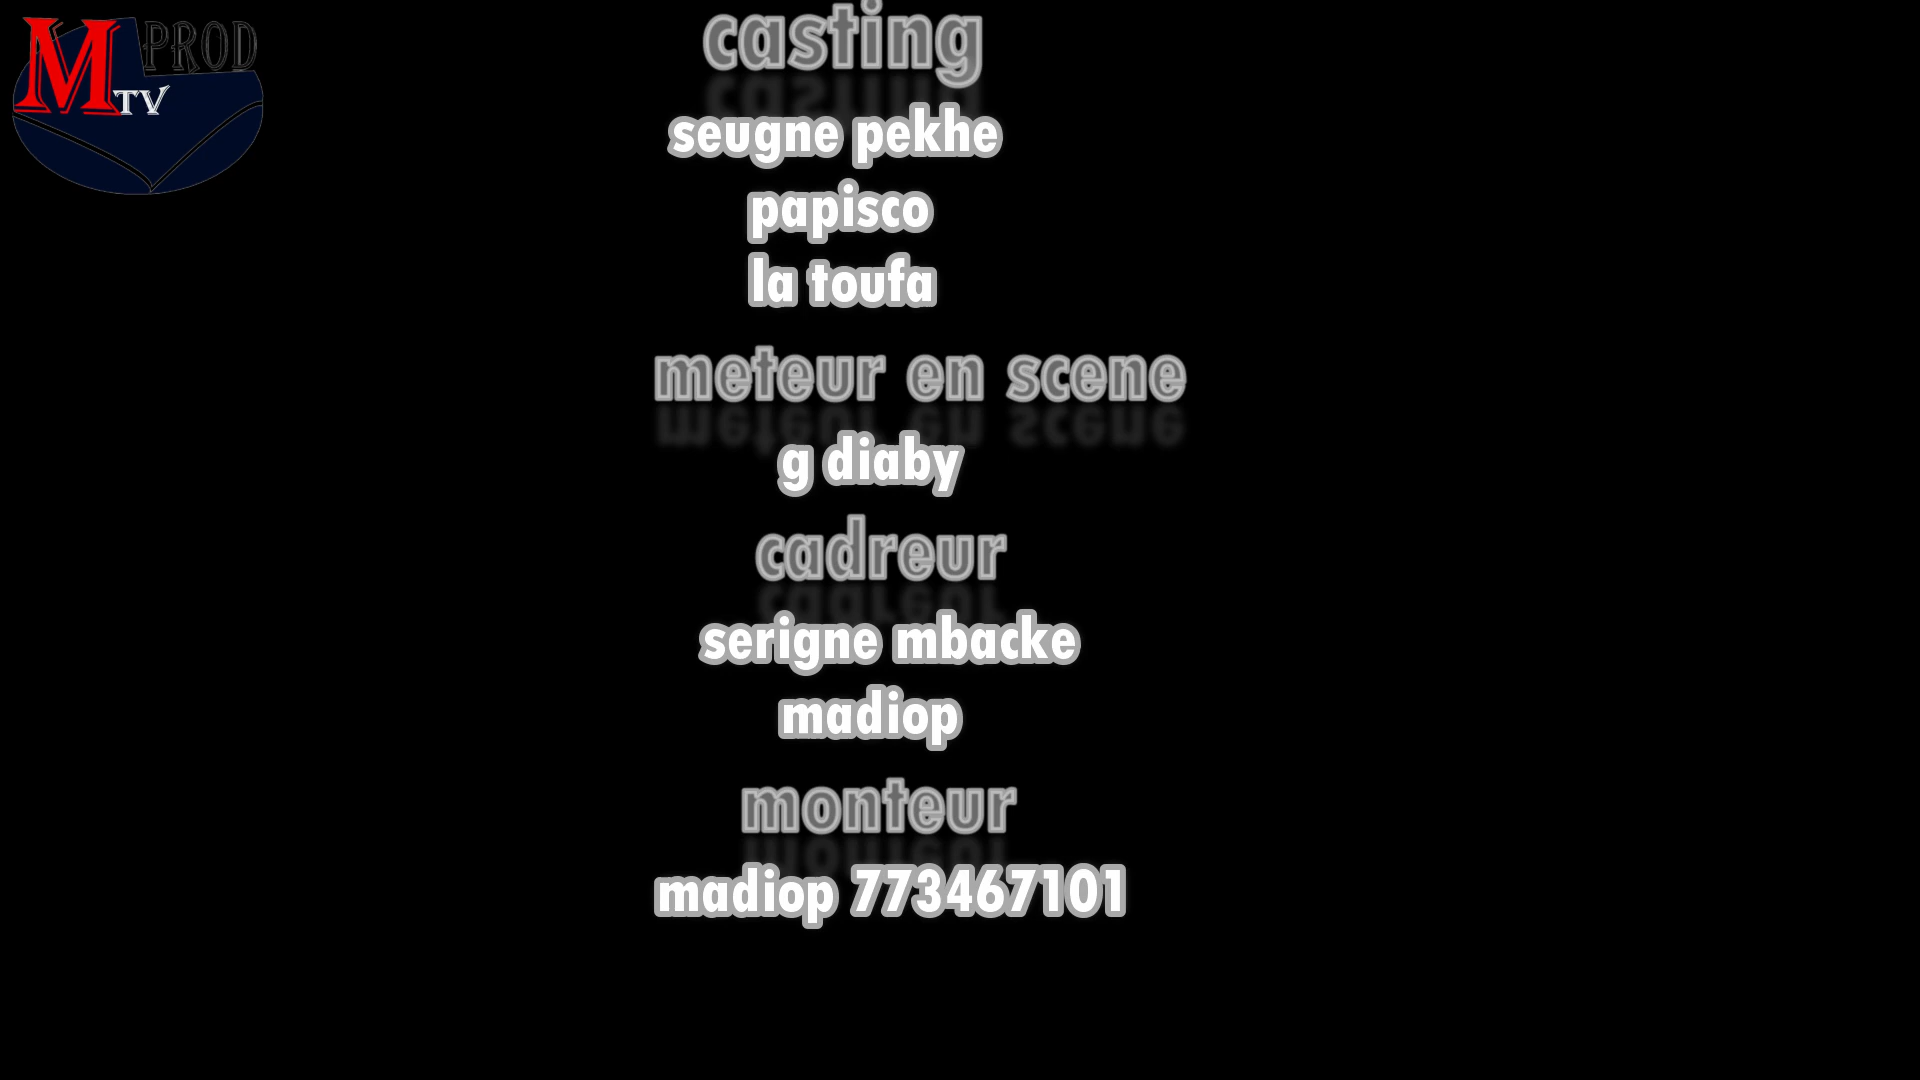 M PROD
TV
casting
seugne pekhe
papisco
la toufa
meteur en scene
g diaby
cadreur
serigne mbacke
madiop
monteur
madiop 773467101